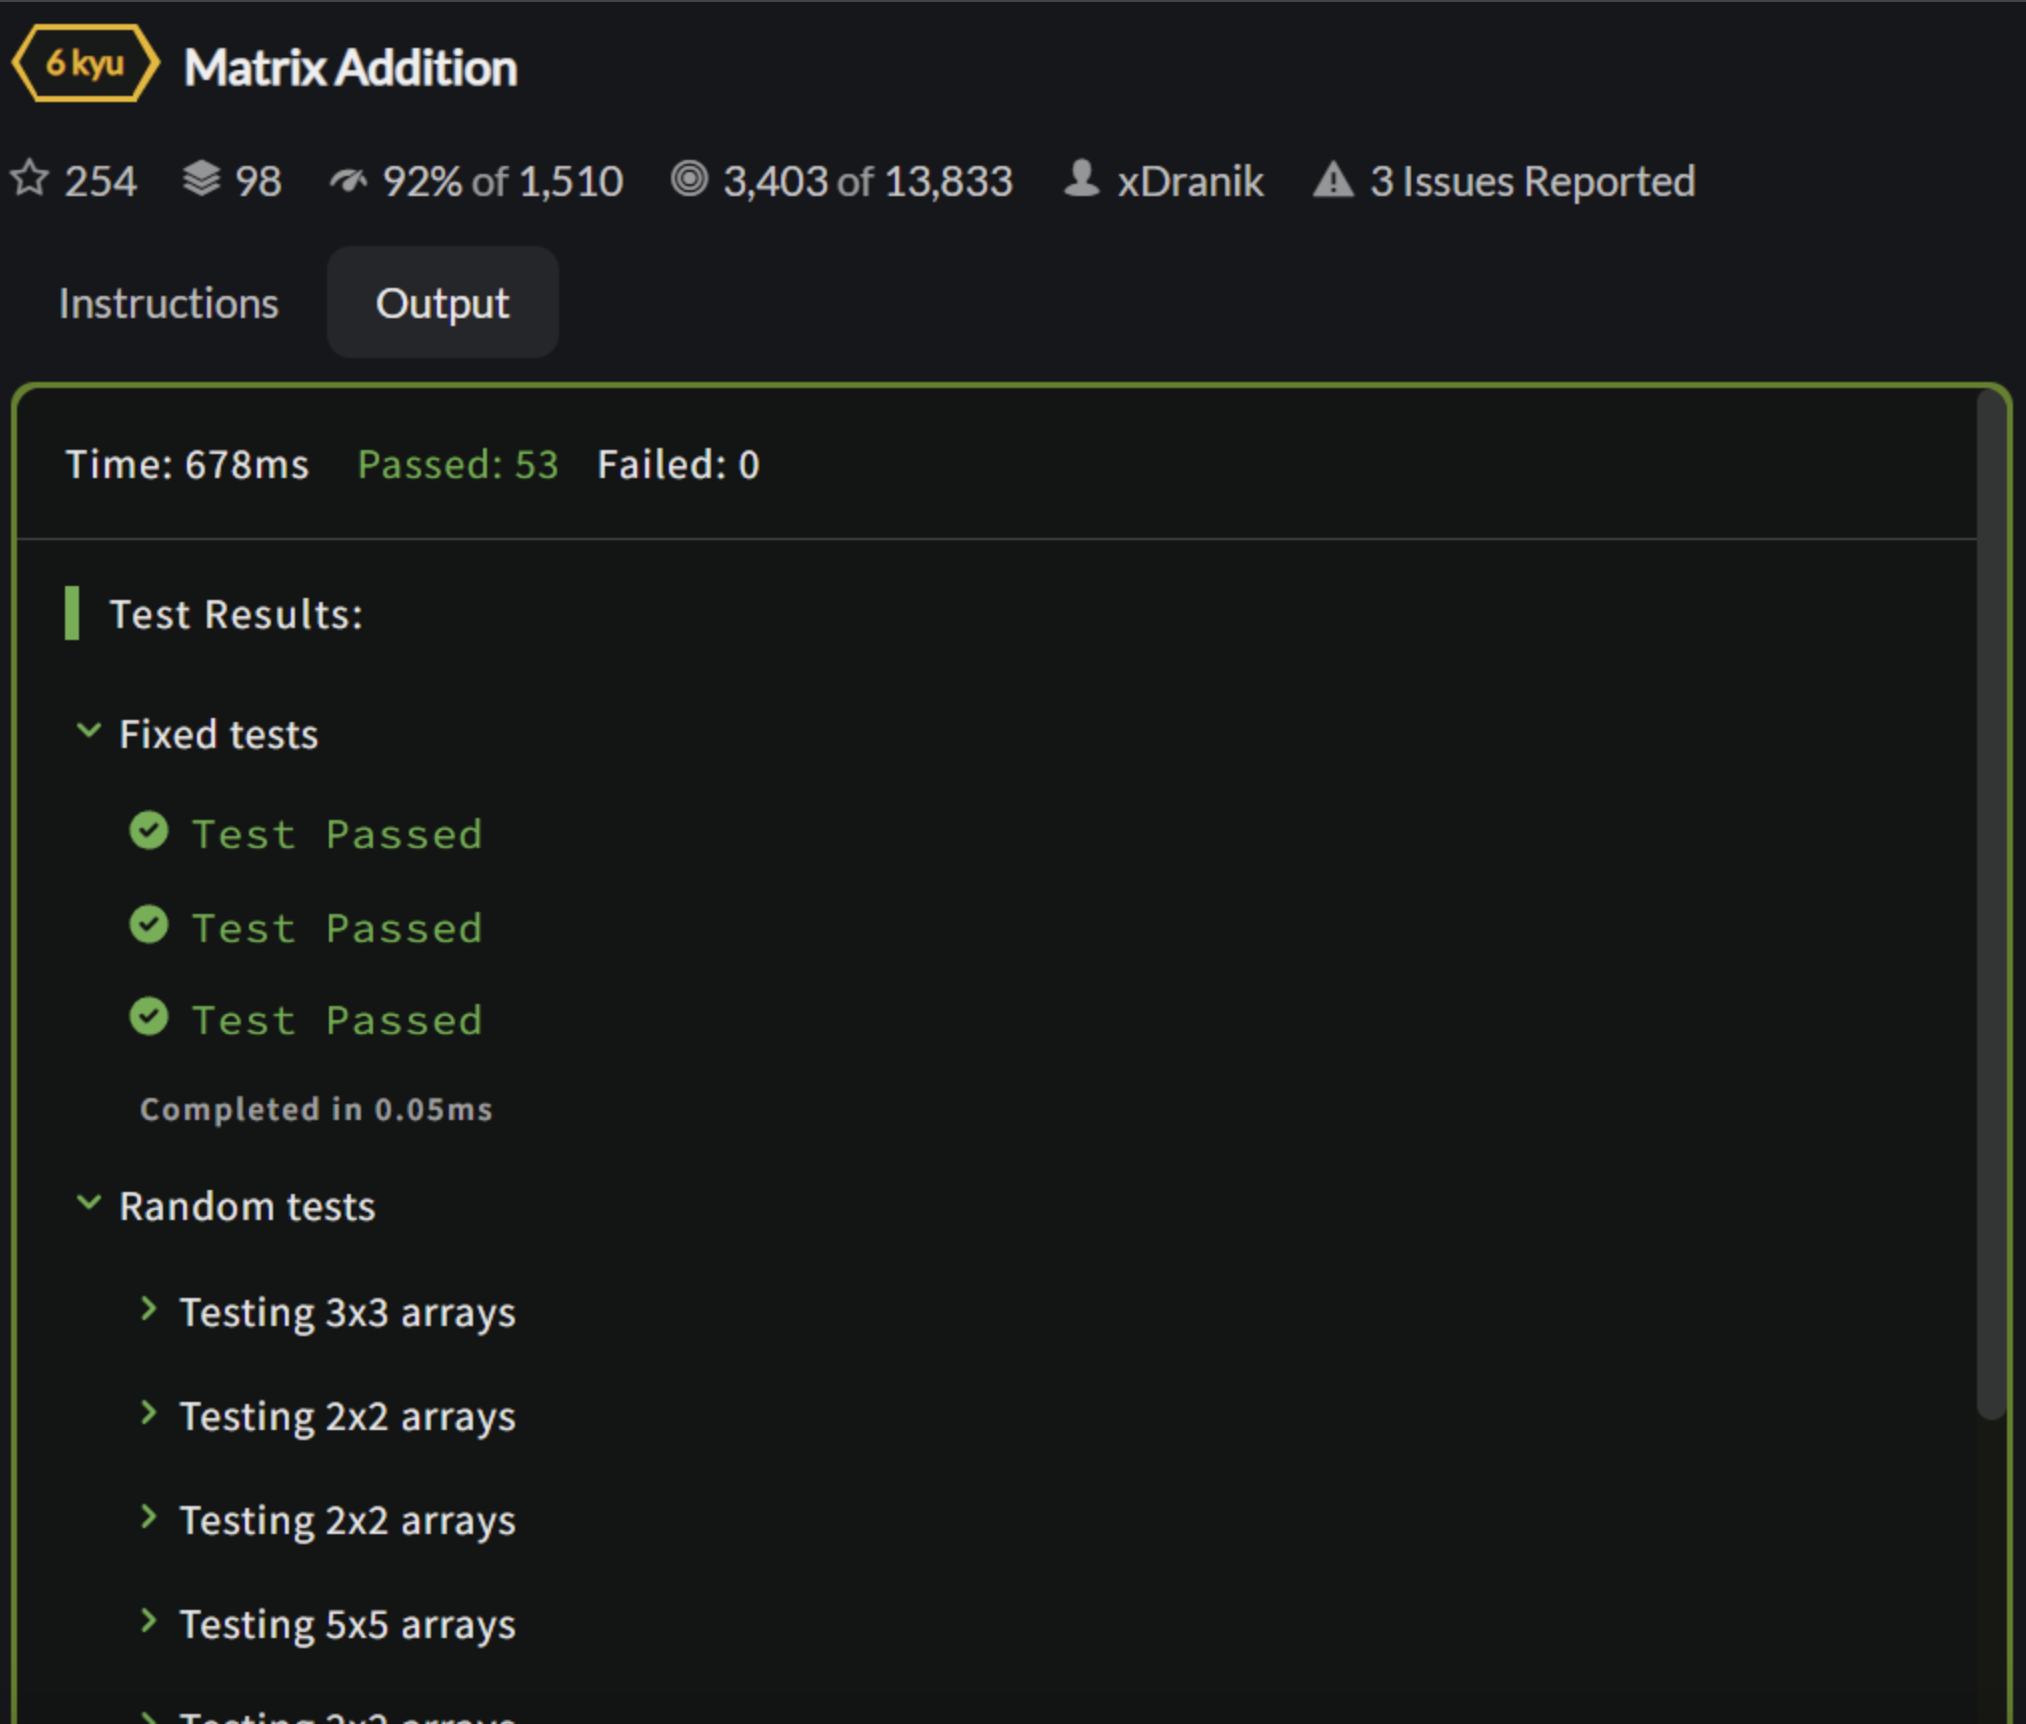 6 kyu Matrix Addition
254 98 92% of 1,510 3,403 of 13,833 xDranik 3 Issues Reported
Instructions Output
Time: 678ms Passed: 53 Failed: 0
Test Results:
Fixed tests
Test Passed
Test Passed
Test Passed
Completed in 0.05ms
Random tests
Testing 3x3 arrays
Testing 2x2 arrays
Testing 2x2 arrays
Testing 5x5 arrays
Testing arrays